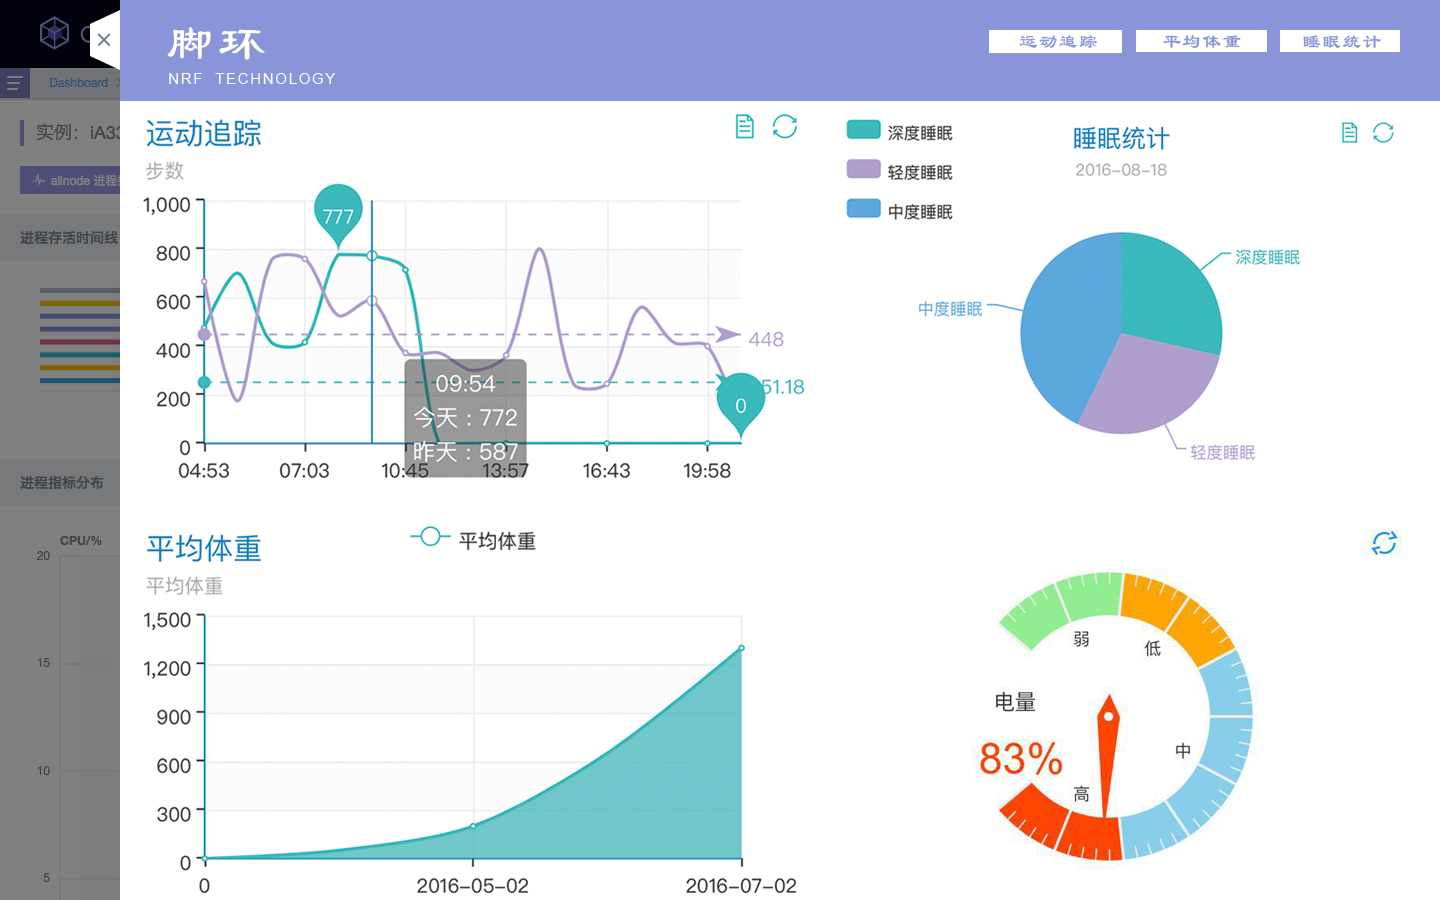 脚环
NRF TECHNOLOGY
运动追踪
平均体重
睡眠统计
Dashboard
实例：iA33
alinode 进程
进程存活时间线
进程指标分布
CPU/%
20
15
10
5
运动追踪
步数
1,000
800
600
400
200
0
777
448
51.18
0
09:54
今天：772
昨天：587
04:53
07:03
10:45
13:57
16:43
19:58
深度睡眠
轻度睡眠
中度睡眠
睡眠统计
2016-08-18
深度睡眠
中度睡眠
轻度睡眠
平均体重
平均体重
平均体重
1,500
1,200
900
600
300
0
0
2016-05-02
2016-07-02
弱
低
中
高
电量
83%